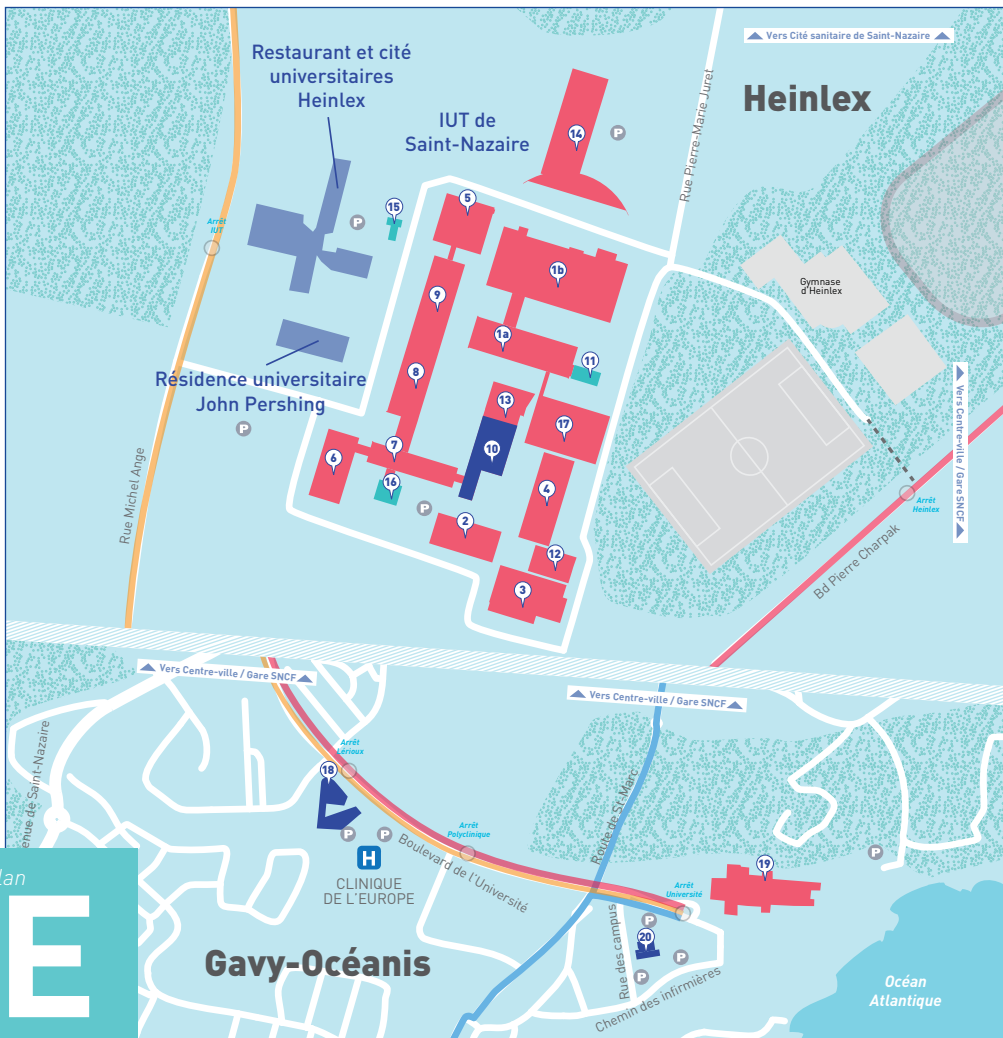 Vers Cité sanitaire de Saint-Nazaire
Restaurant et cité
universitaires
Heinlex
Heinlex
IUT de
Saint-Nazaire
14
P
Rue Pierre-Marie Juret
5
15
P
Arrêt
IUT
1b
9
Gymnase
d'Heinlex
1a
11
8
Résidence universitaire
John Pershing
13
17
P
Vers Centre-ville / Gare SNCF
7
10
6
16
4
P
2
Arrêt
Heinlex
Rue Michel Ange
12
3
Bd Pierre Charpak
Vers Centre-ville / Gare SNCF
Vers Centre-ville / Gare SNCF
enue de Saint-Nazaire
Arrêt
Lérioux
18
Route de St-Marc
P
P
Arrêt
Polyclinique
Boulevard de l'Université
H
CLINIQUE
DE L'EUROPE
19
P
lan
E
Arrêt
Université
Rue des campus
P
20
P
P
Gavy-Océanis
Chemin des infirmières
Océan
Atlantique